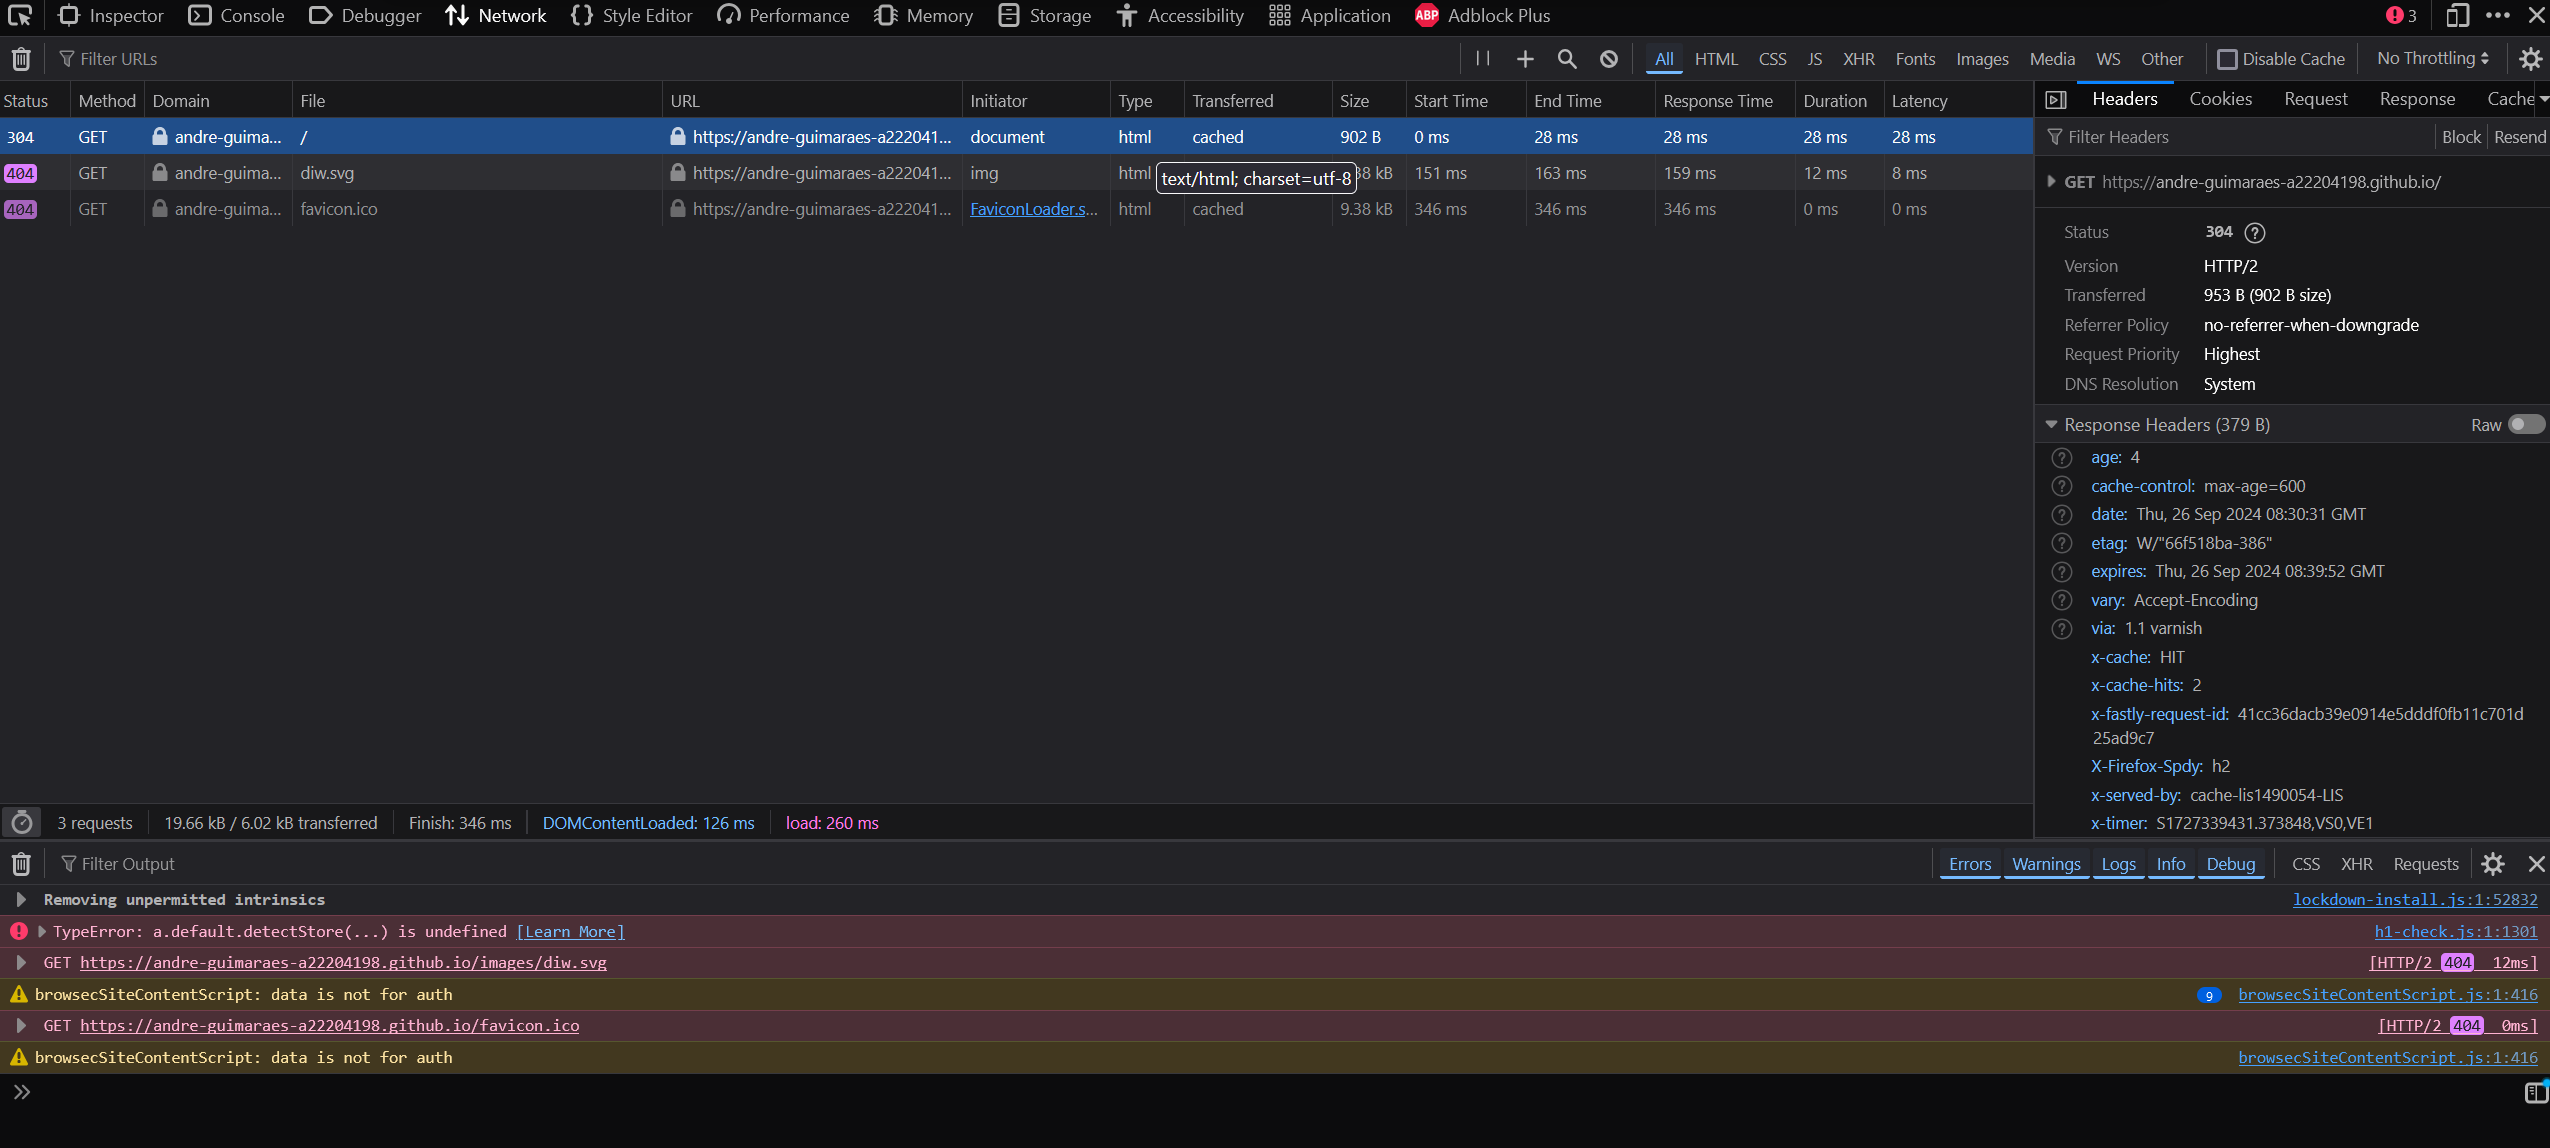 Inspector Console Debugger Network Style Editor Performance Memory Storage Accessibility Application ABP Adblock Plus 3
Filter URLs All HTML CSS JS XHR Fonts Images Media WS Other Disable Cache No Throttling
Status Method Domain File URL Initiator Type Transferred Size Start Time End Time Response Time Duration Latency
304 GET andre-guima... / https://andre-guimaraes-a222041... document html cached 902 B 0 ms 28 ms 28 ms 28 ms 28 ms
404 GET andre-guima... diw.svg https://andre-guimaraes-a222041... img html 38 kB 151 ms 163 ms 159 ms 12 ms 8 ms
text/html; charset=utf-8
404 GET andre-guima... favicon.ico https://andre-guimaraes-a222041... FaviconLoader.s... html cached 9.38 kB 346 ms 346 ms 346 ms 0 ms 0 ms
Headers Cookies Request Response Cache
Filter Headers Block Resend
GET https://andre-guimaraes-a22204198.github.io/
Status 304
Version HTTP/2
Transferred 953 B (902 B size)
Referrer Policy no-referrer-when-downgrade
Request Priority Highest
DNS Resolution System
Response Headers (379 B) Raw
age: 4
cache-control: max-age=600
date: Thu, 26 Sep 2024 08:30:31 GMT
etag: W/"66f518ba-386"
expires: Thu, 26 Sep 2024 08:39:52 GMT
vary: Accept-Encoding
via: 1.1 varnish
x-cache: HIT
x-cache-hits: 2
x-fastly-request-id: 41cc36dacb39e0914e5dddf0fb11c701d
25ad9c7
X-Firefox-Spdy: h2
x-served-by: cache-lis1490054-LIS
x-timer: S1727339431.373848,VS0,VE1
3 requests 19.66 kB / 6.02 kB transferred Finish: 346 ms DOMContentLoaded: 126 ms load: 260 ms
Filter Output Errors Warnings Logs Info Debug CSS XHR Requests
Removing unpermitted intrinsics lockdown-install.js:1:52832
TypeError: a.default.detectStore(...) is undefined [Learn More] h1-check.js:1:1301
GET https://andre-guimaraes-a22204198.github.io/images/diw.svg [HTTP/2 404 12ms]
browsecSiteContentScript: data is not for auth 9 browsecSiteContentScript.js:1:416
GET https://andre-guimaraes-a22204198.github.io/favicon.ico [HTTP/2 404 0ms]
browsecSiteContentScript: data is not for auth browsecSiteContentScript.js:1:416